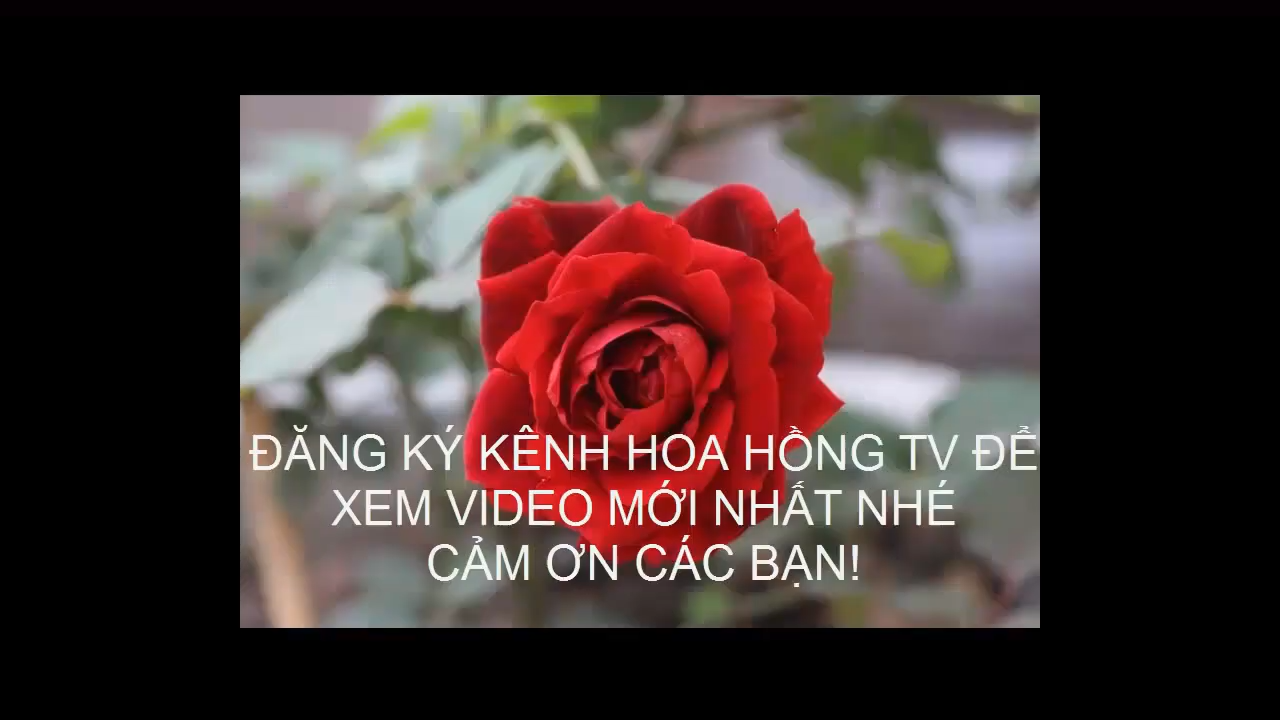 ĐĂNG KÝ KÊNH HOA HỒNG TV ĐỂ
XEM VIDEO MỚI NHẤT NHÉ
CẢM ƠN CÁC BẠN!